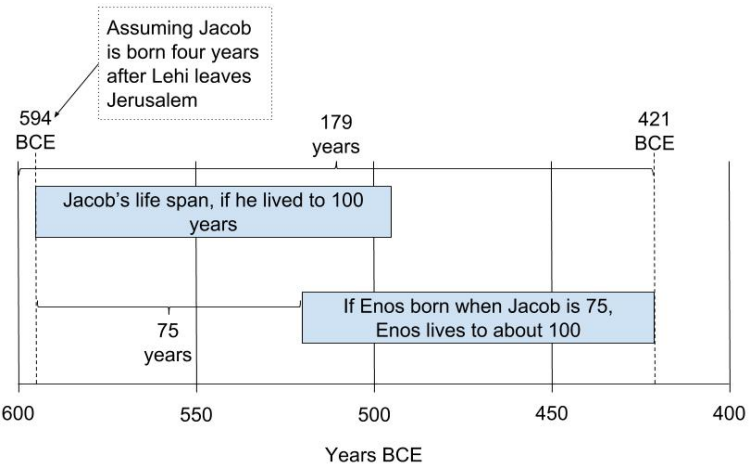 Assuming Jacob
is born four years
after Lehi leaves
Jerusalem
594
BCE
179
years
421
BCE
Jacob's life span, if he lived to 100
years
If Enos born when Jacob is 75,
Enos lives to about 100
75
years
600
550
500
450
400
Years BCE